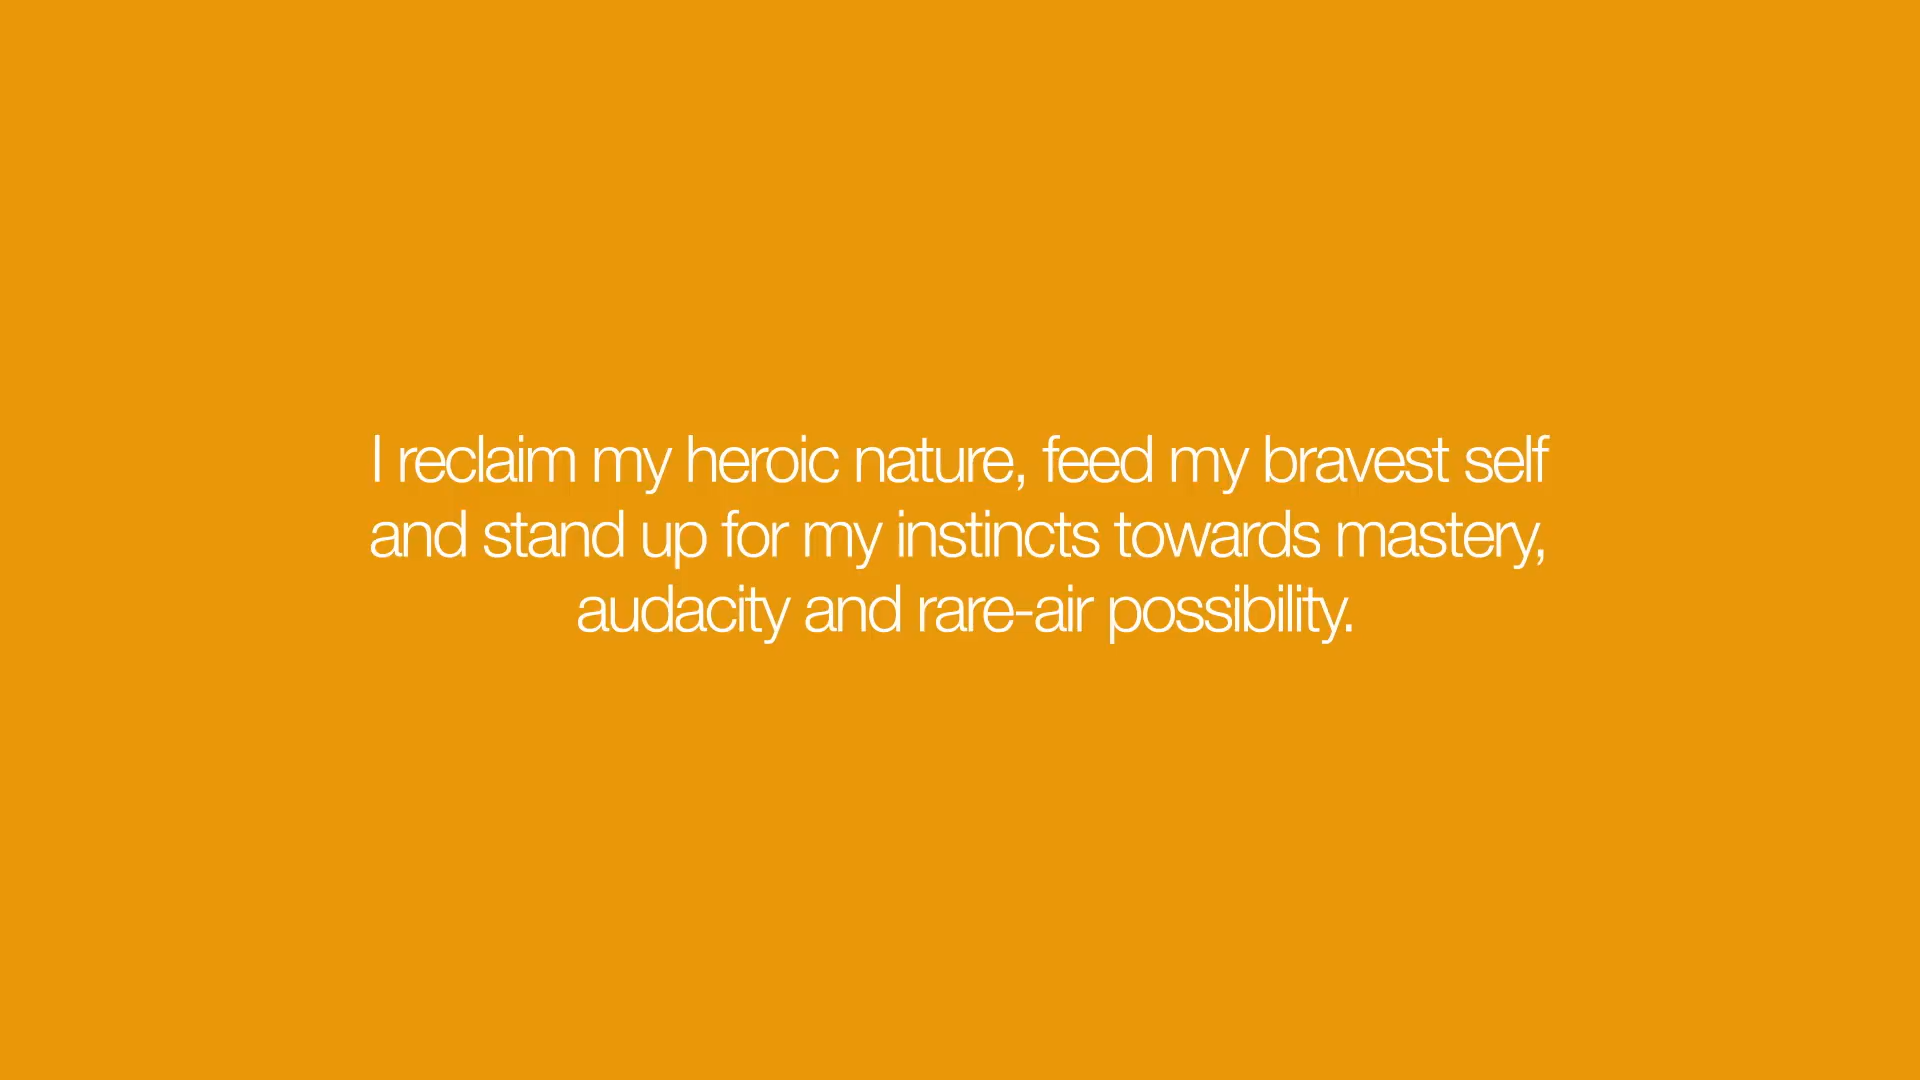 I reclaim my heroic nature, feed my bravest self
and stand up for my instincts towards mastery,
audacity and rare-air possibility.